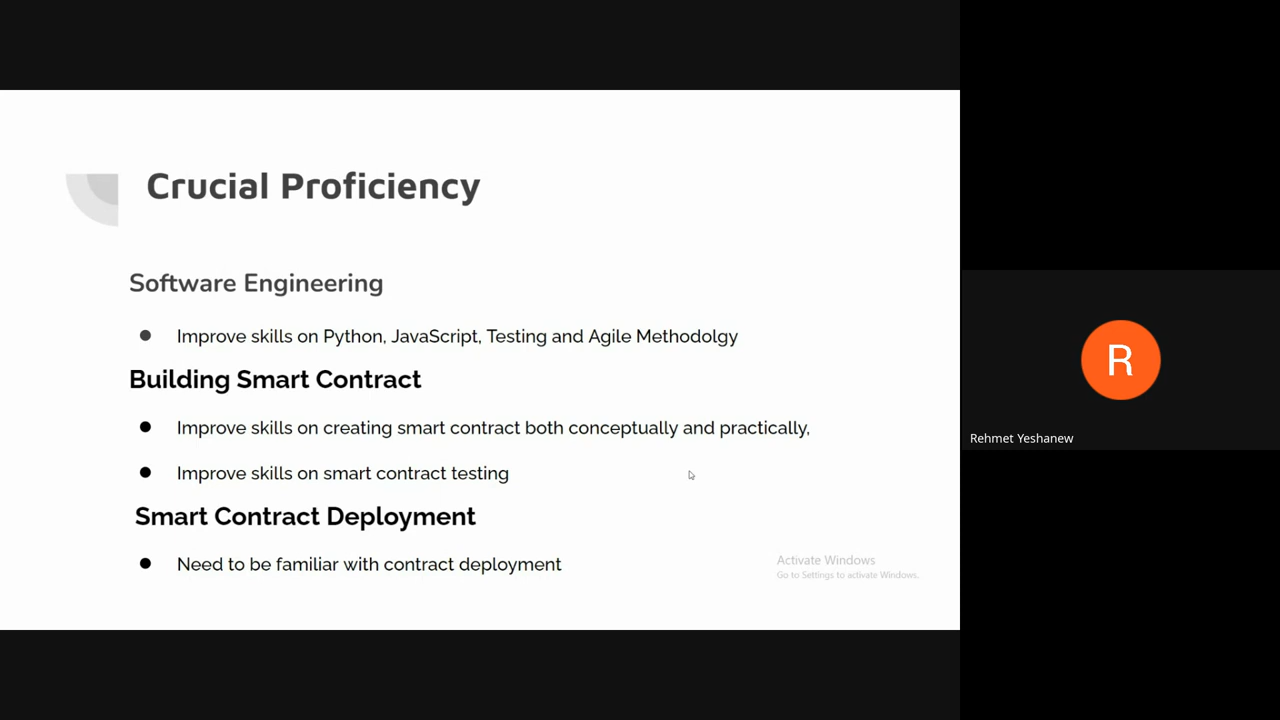 Crucial Proficiency
Software Engineering
● Improve skills on Python, JavaScript, Testing and Agile Methodolgy
Building Smart Contract
● Improve skills on creating smart contract both conceptually and practically,
● Improve skills on smart contract testing
Smart Contract Deployment
● Need to be familiar with contract deployment
Activate Windows
Go to Settings to activate Windows.
R
Rehmet Yeshanew